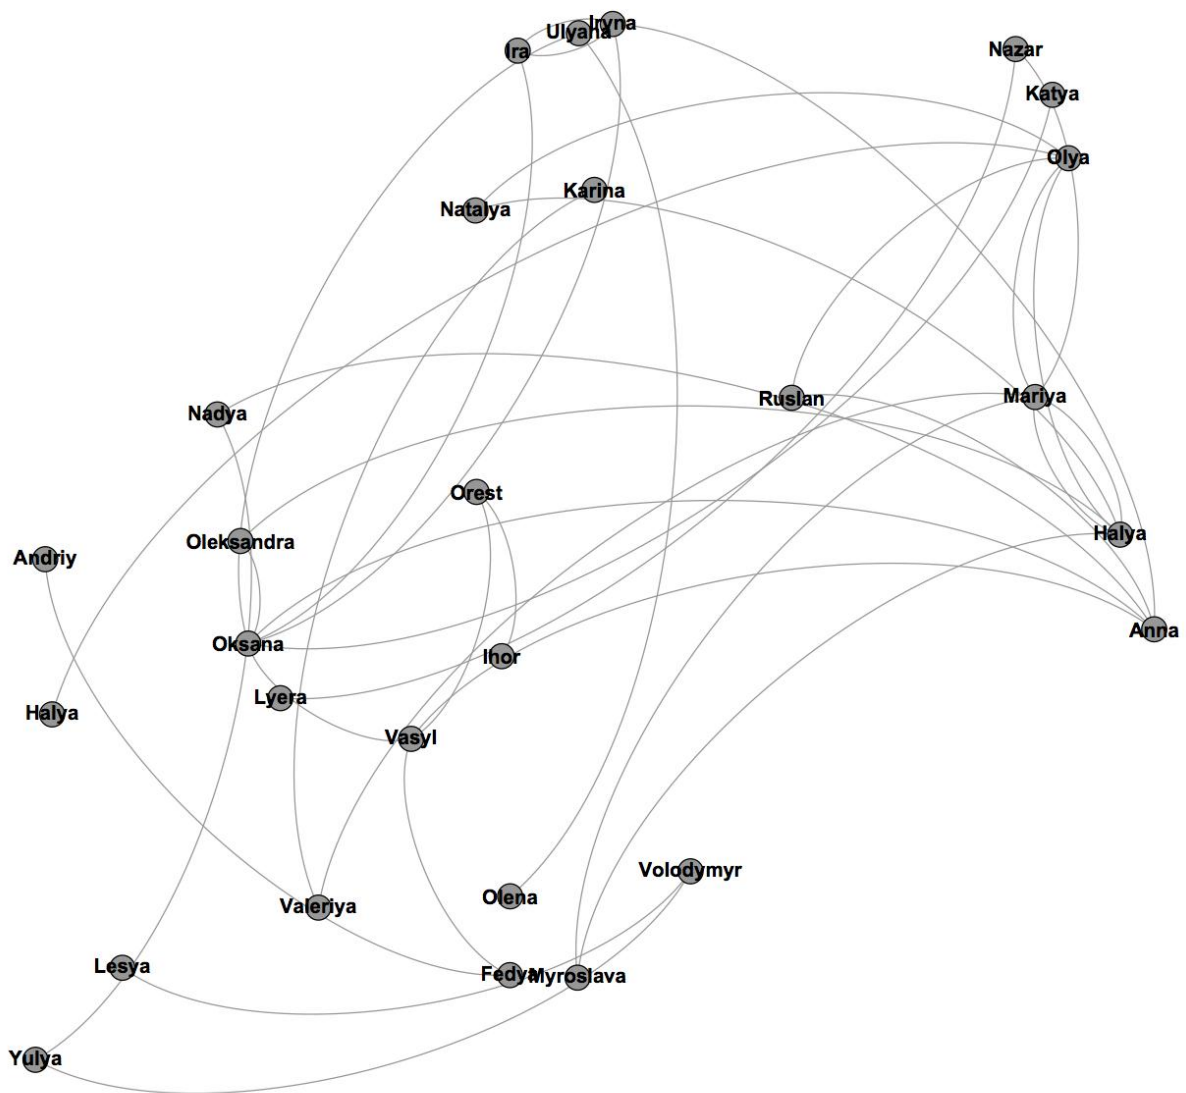 Iryna
Ulyana
Ira
Nazar
Katya
Olya
Karina
Natalya
Mariya
Ruslan
Nadya
Orest
Halya
Oleksandra
Andriy
Anna
Oksana
Ihor
Lyera
Halya
Vasyl
Volodymyr
Olena
Valeriya
Lesya
Fedya
Myroslava
Yulya